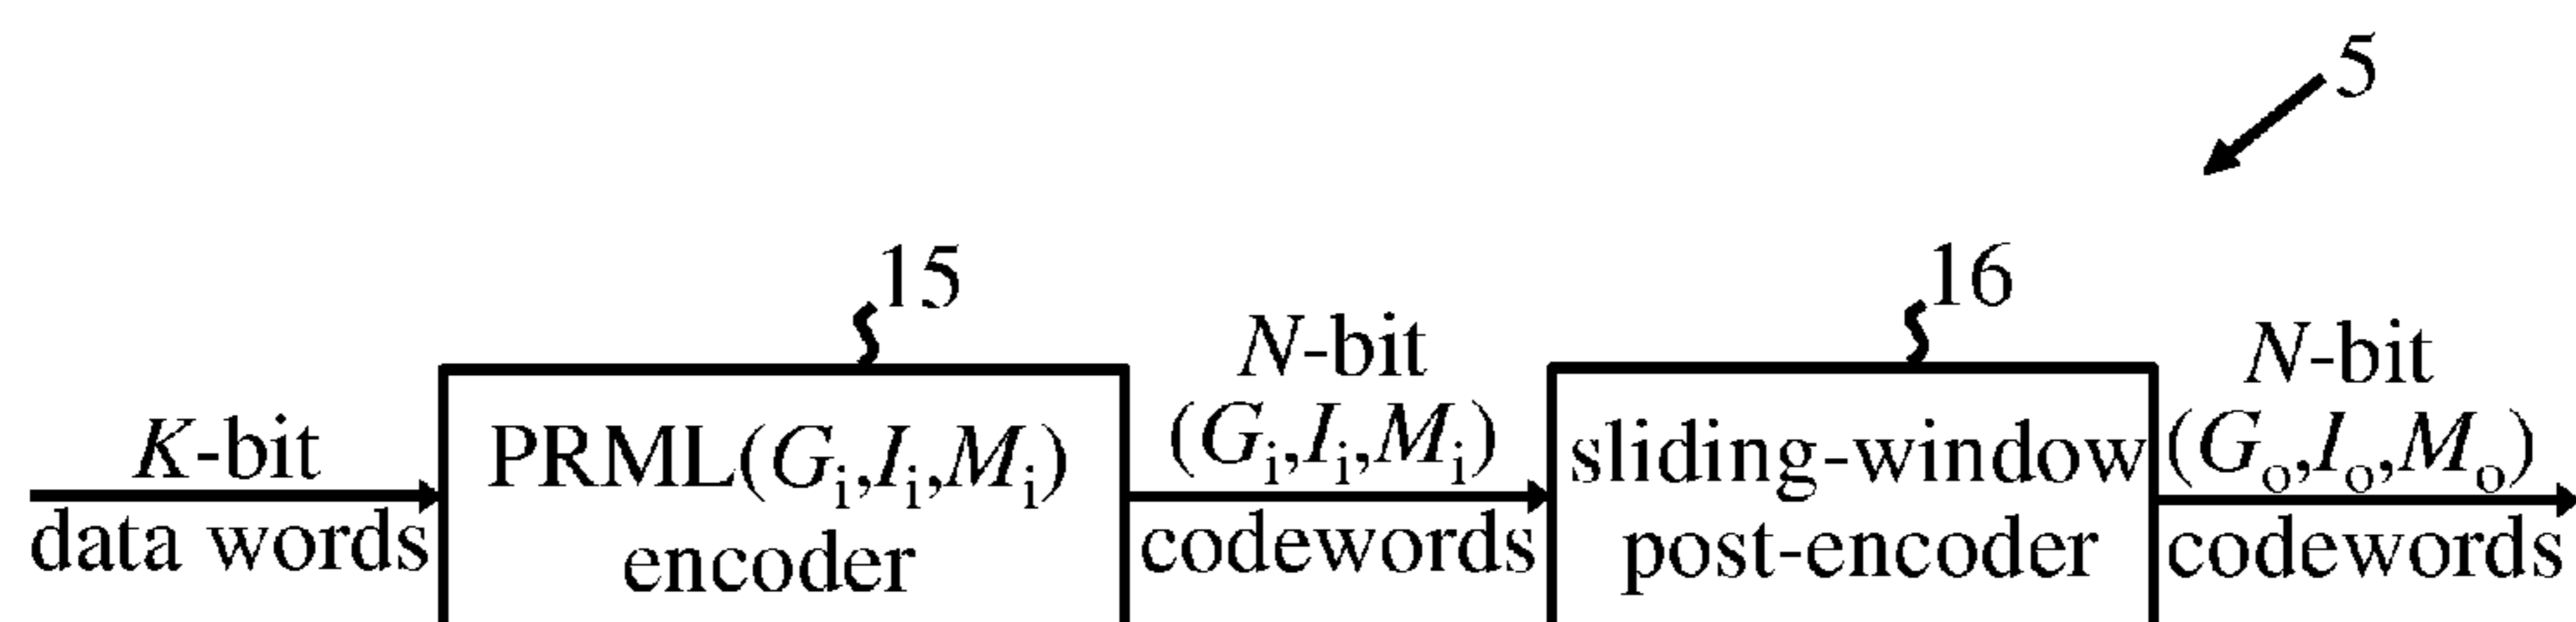 5
15
16
K-bit
data words
PRML(Gᵢ,Iᵢ,Mᵢ)
encoder
N-bit
(Gᵢ,Iᵢ,Mᵢ)
codewords
sliding-window
post-encoder
N-bit
(Gₒ,Iₒ,Mₒ)
codewords